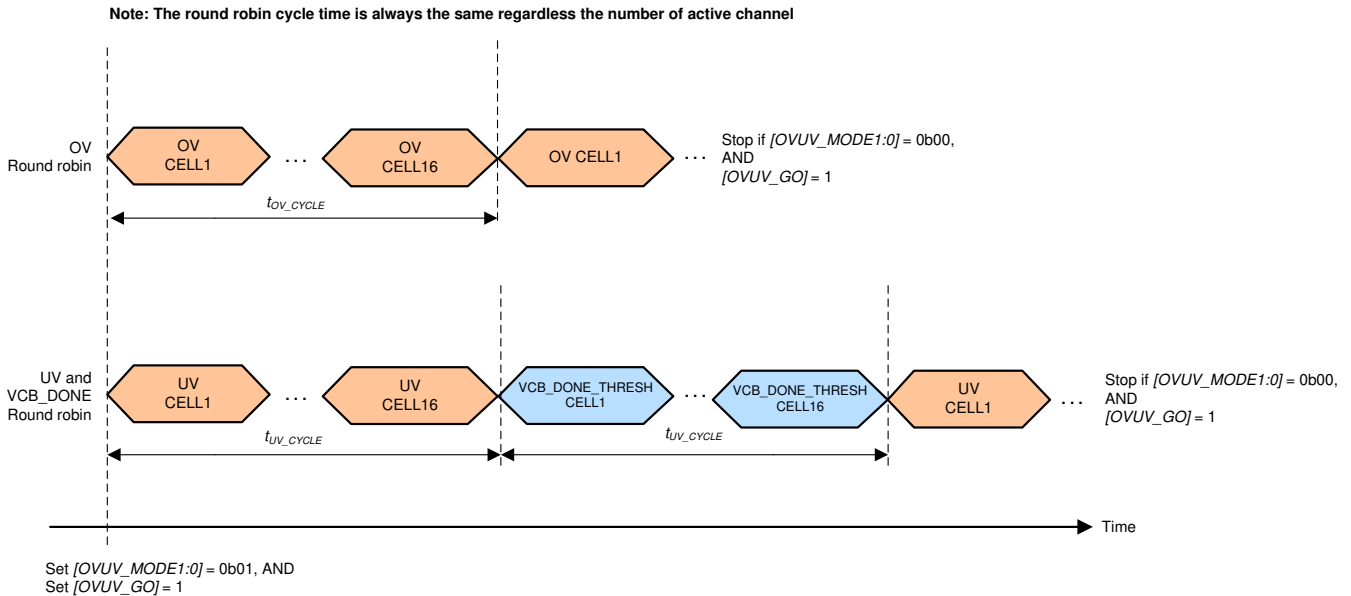 Note: The round robin cycle time is always the same regardless the number of active channel
OV
Round robin
OV
CELL1
...
OV
CELL16
OV CELL1
...
Stop if [OVUV_MODE1:0] = 0b00,
AND
[OVUV_GO] = 1
tOV_CYCLE
UV and
VCB_DONE
Round robin
UV
CELL1
...
UV
CELL16
VCB_DONE_THRESH
CELL1
...
VCB_DONE_THRESH
CELL16
UV
CELL1
...
Stop if [OVUV_MODE1:0] = 0b00,
AND
[OVUV_GO] = 1
tUV_CYCLE
tUV_CYCLE
Time
Set [OVUV_MODE1:0] = 0b01, AND
Set [OVUV_GO] = 1